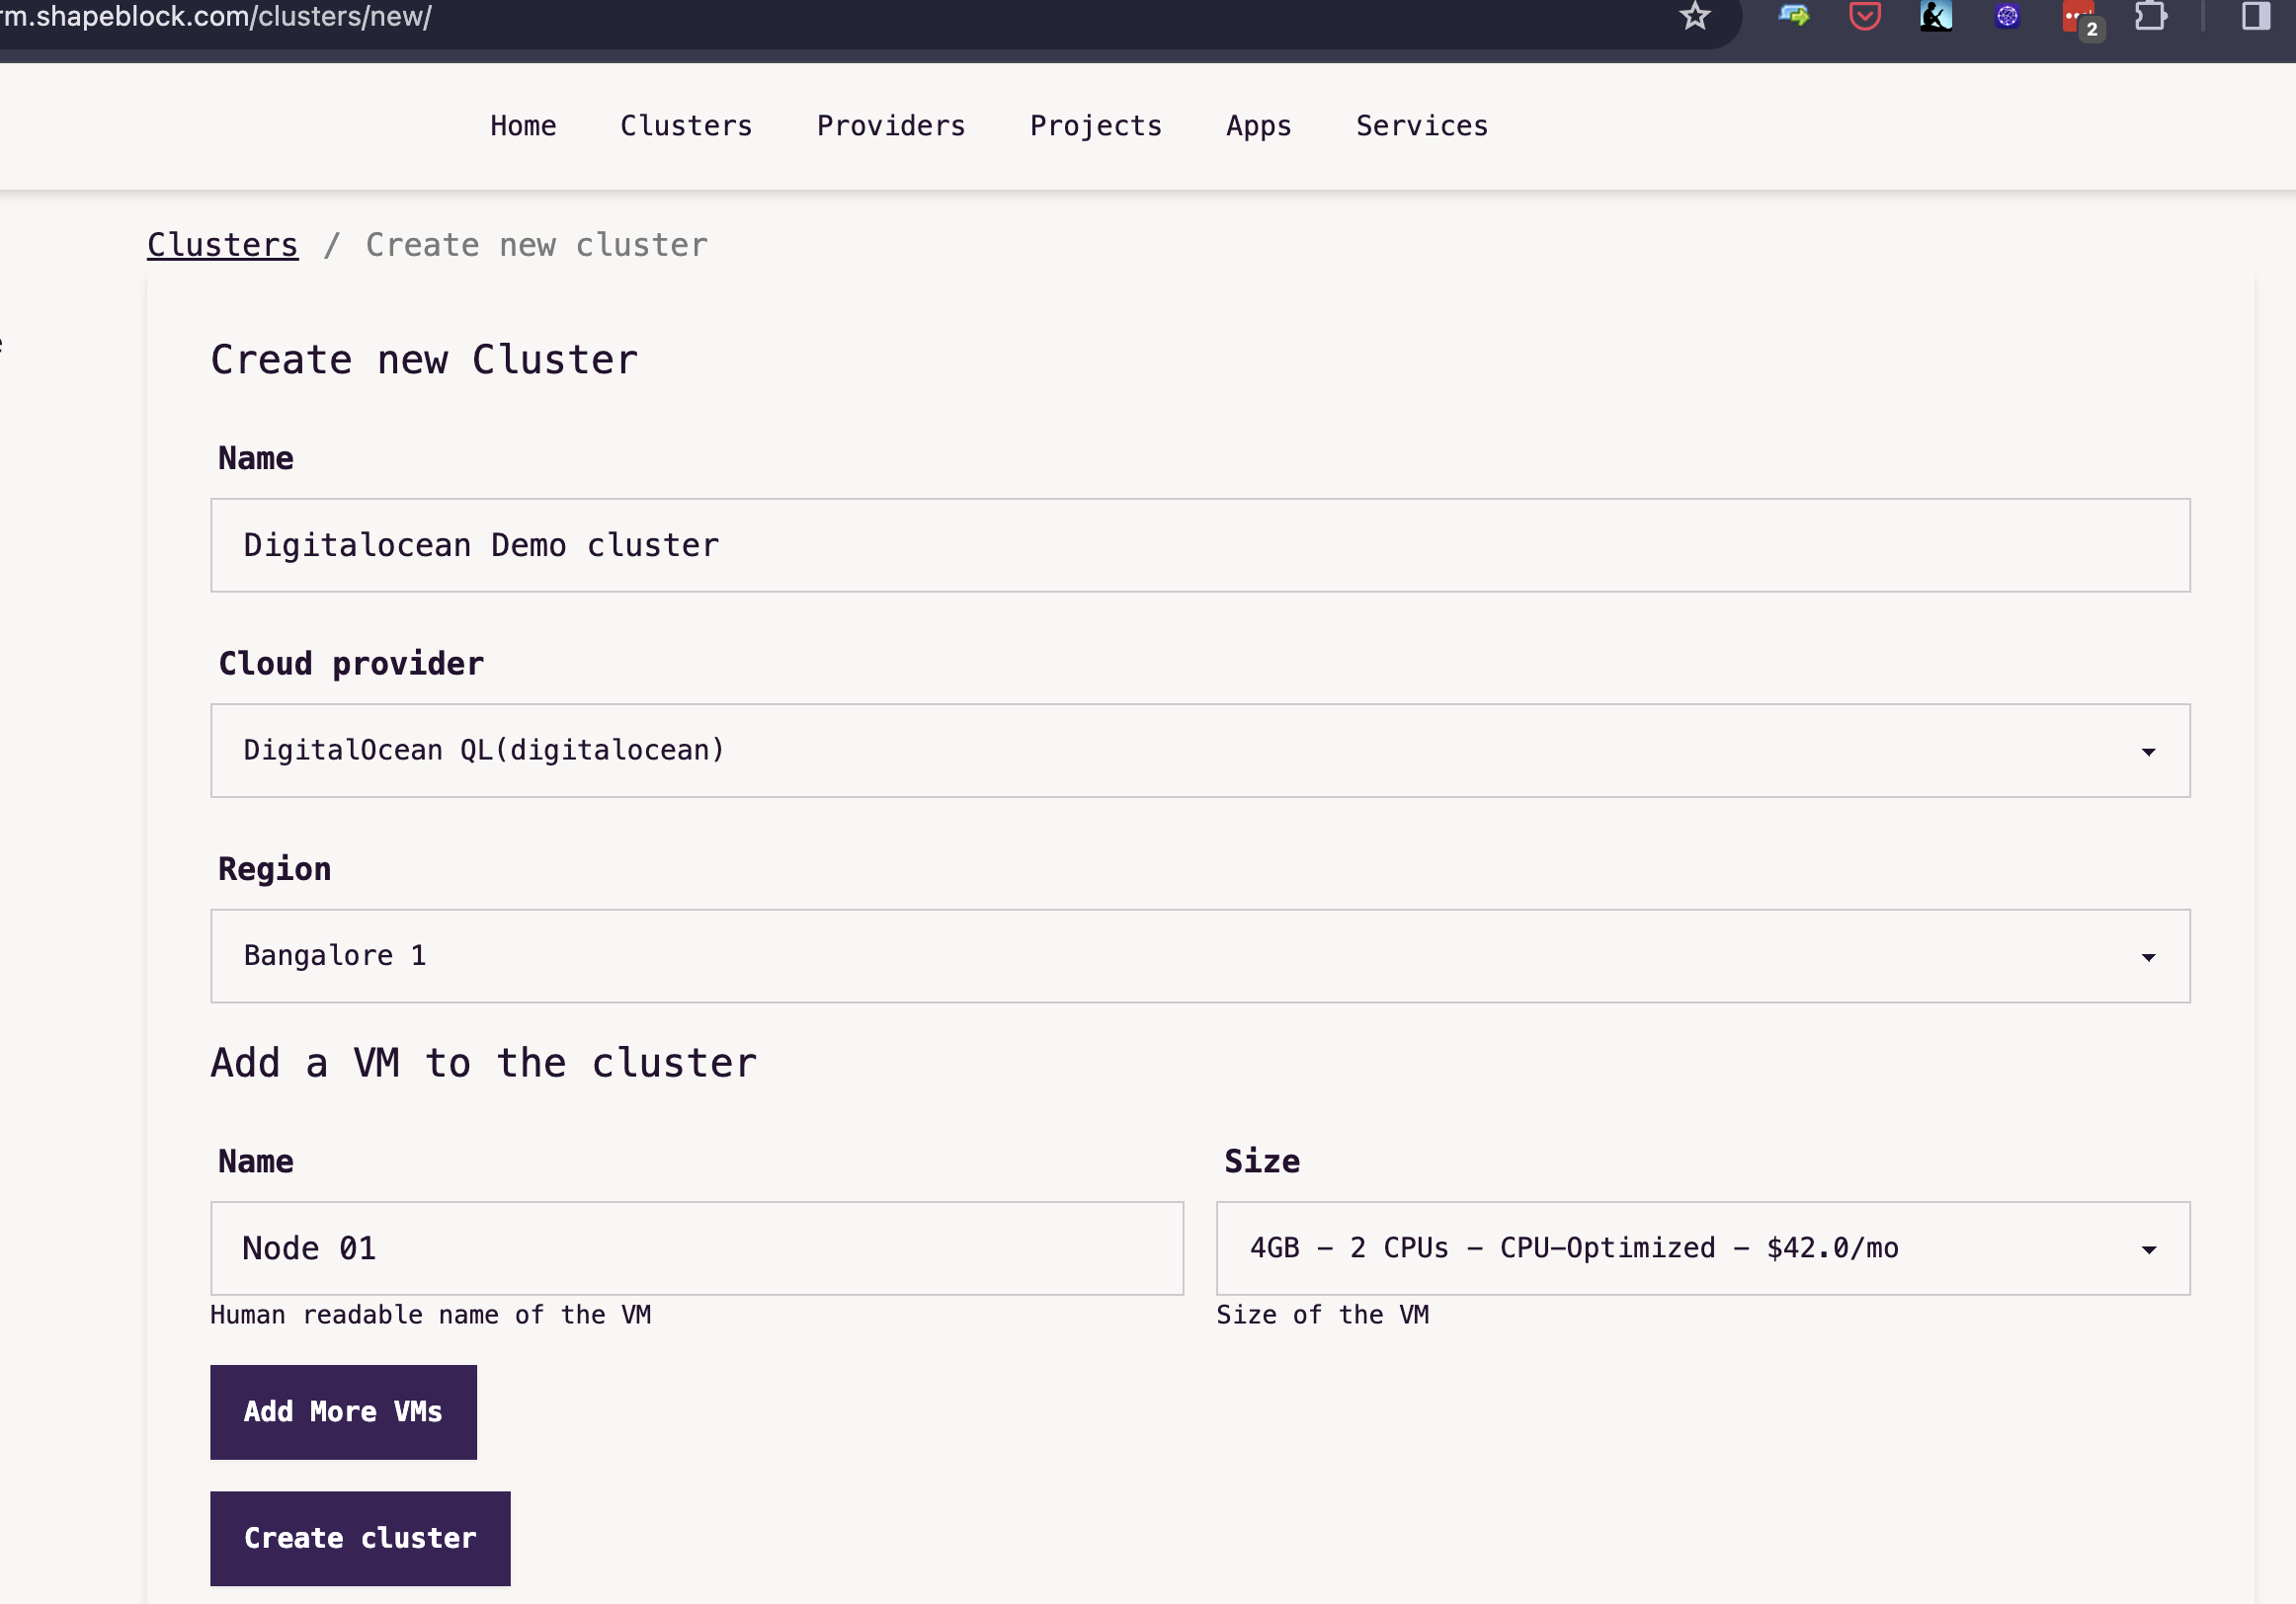 rm.shapeblock.com/clusters/new/
2
Home Clusters Providers Projects Apps Services
Clusters / Create new cluster
Create new Cluster
Name
Digitalocean Demo cluster
Cloud provider
DigitalOcean QL(digitalocean)
Region
Bangalore 1
Add a VM to the cluster
Name Size
Node 01 4GB - 2 CPUs - CPU-Optimized - $42.0/mo
Human readable name of the VM Size of the VM
Add More VMs
Create cluster